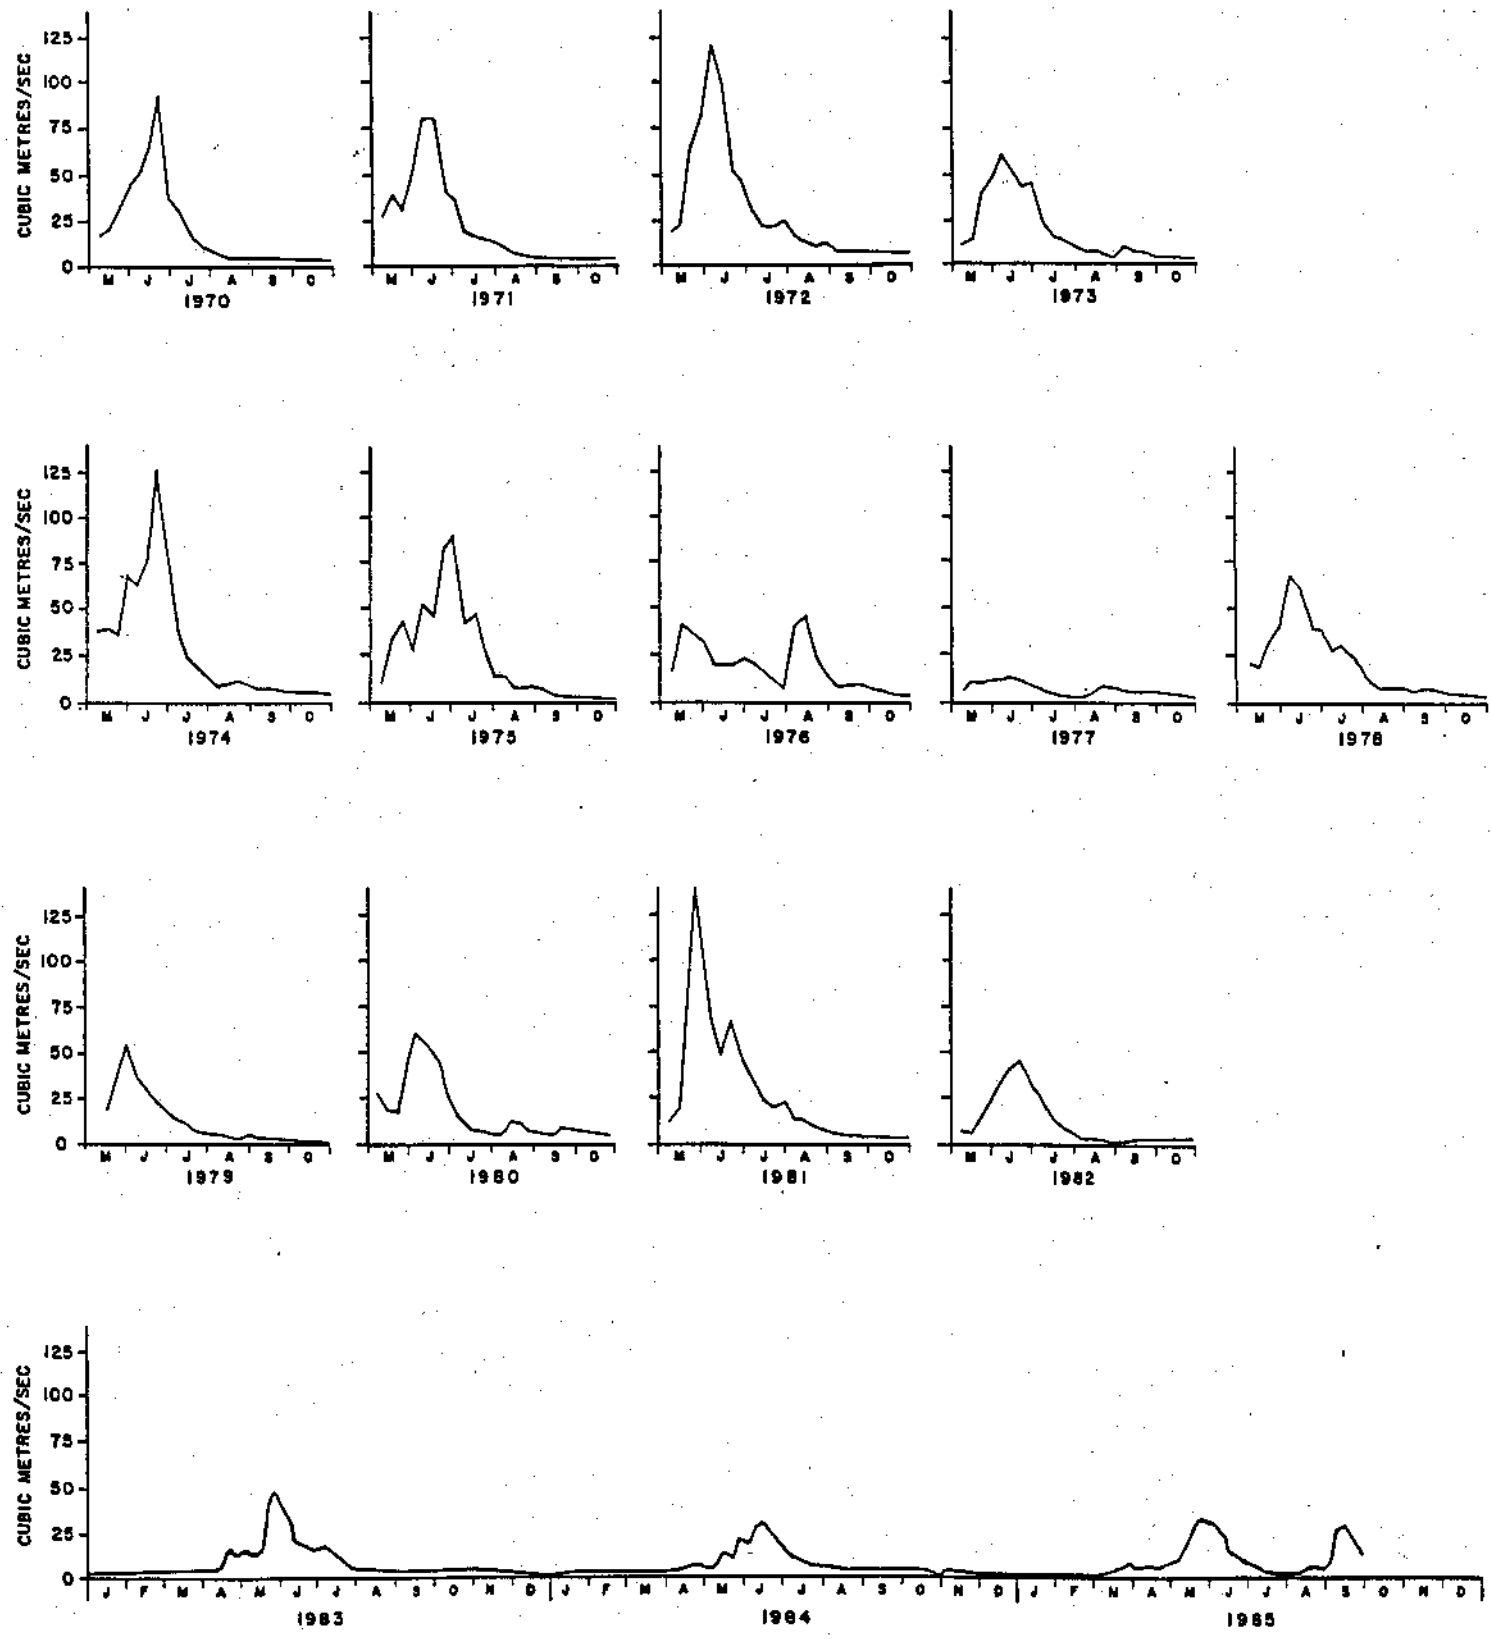 CUBIC METRES/SEC
125
100
75
50
25
0
M J J A S O
1970
M J J A S O
1971
M J J A S O
1972
M J J A S O
1973
CUBIC METRES/SEC
125
100
75
50
25
0
M J J A S O
1974
M J J A S O
1975
M J J A S O
1976
M J J A S O
1977
M J J A S O
1978
CUBIC METRES/SEC
125
100
75
50
25
0
M J J A S O
1979
M J J A S O
1980
M J J A S O
1981
M J J A S O
1982
CUBIC METRES/SEC
125
100
75
50
25
0
J F M A M J J A S O N D J F M A M J J A S O N D J F M A M J J A S O N D
1983 1984 1985